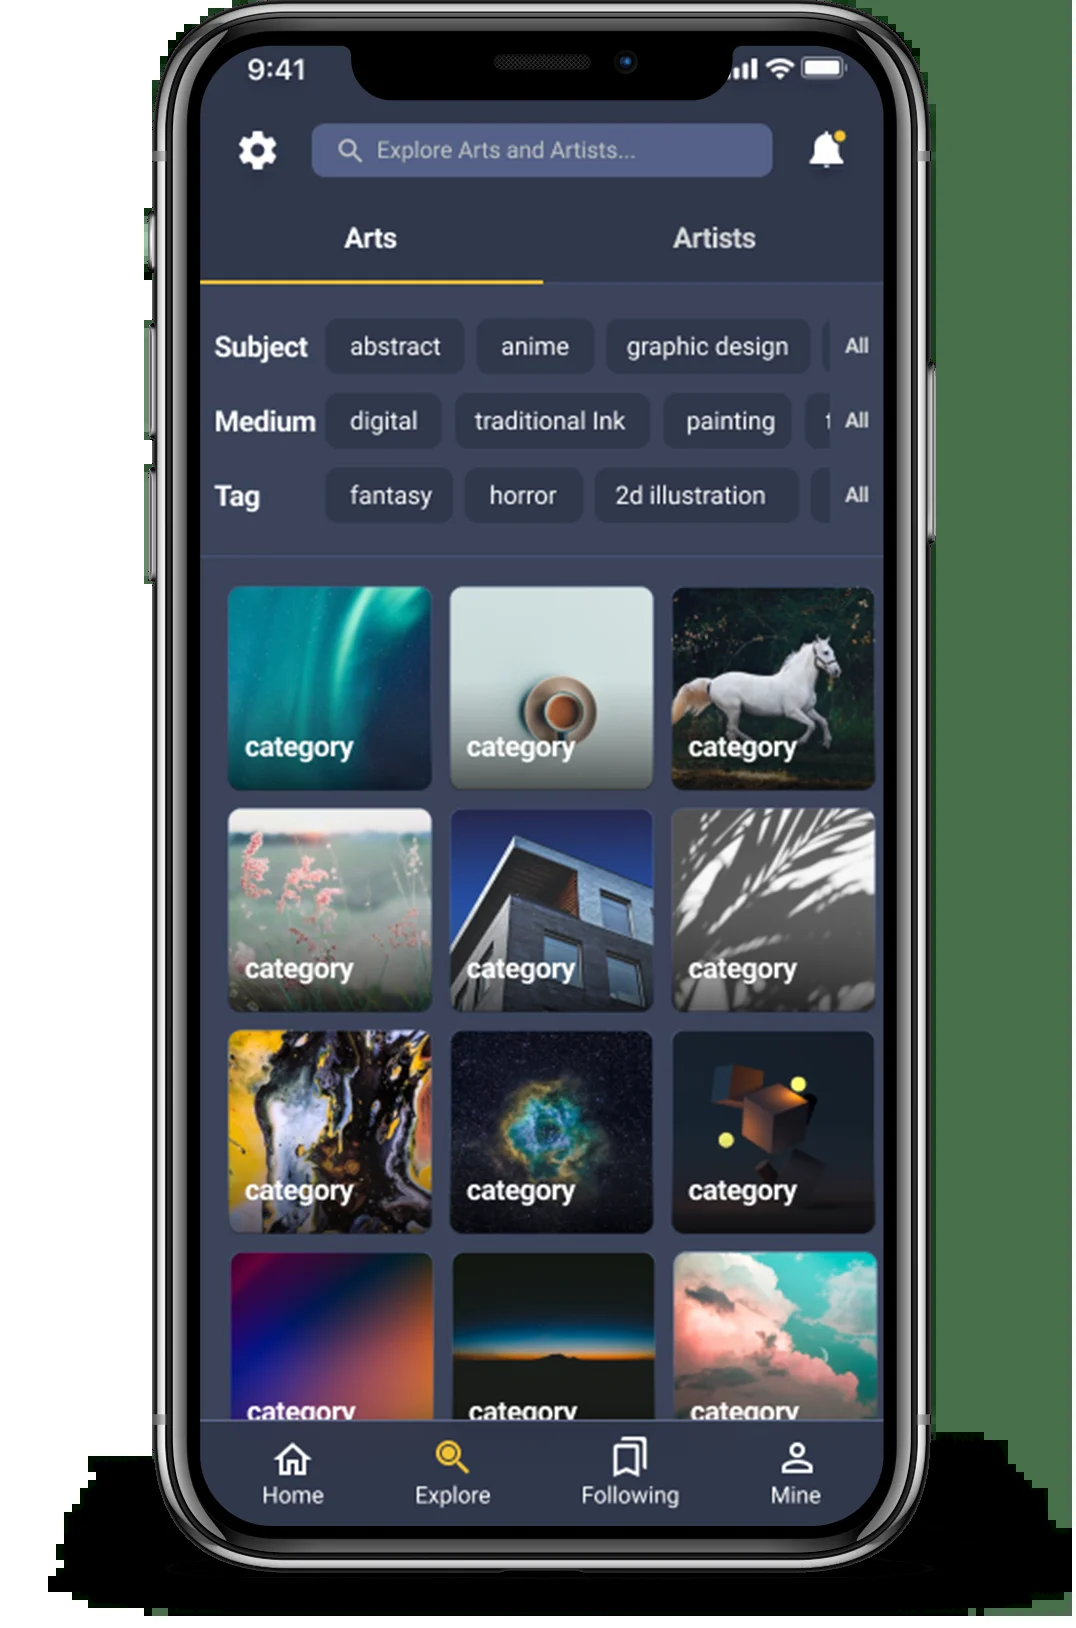 9:41
Explore Arts and Artists...
Arts Artists
Subject abstract anime graphic design All
Medium digital traditional Ink painting All
Tag fantasy horror 2d illustration All
category category category
category category category
category category category
category category category
Home Explore Following Mine